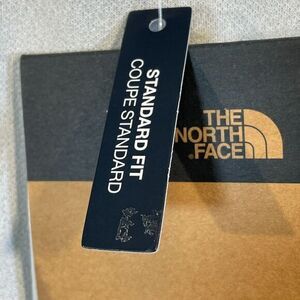 STANDARD FIT
COUPE STANDARD
THE
NORTH
FACE